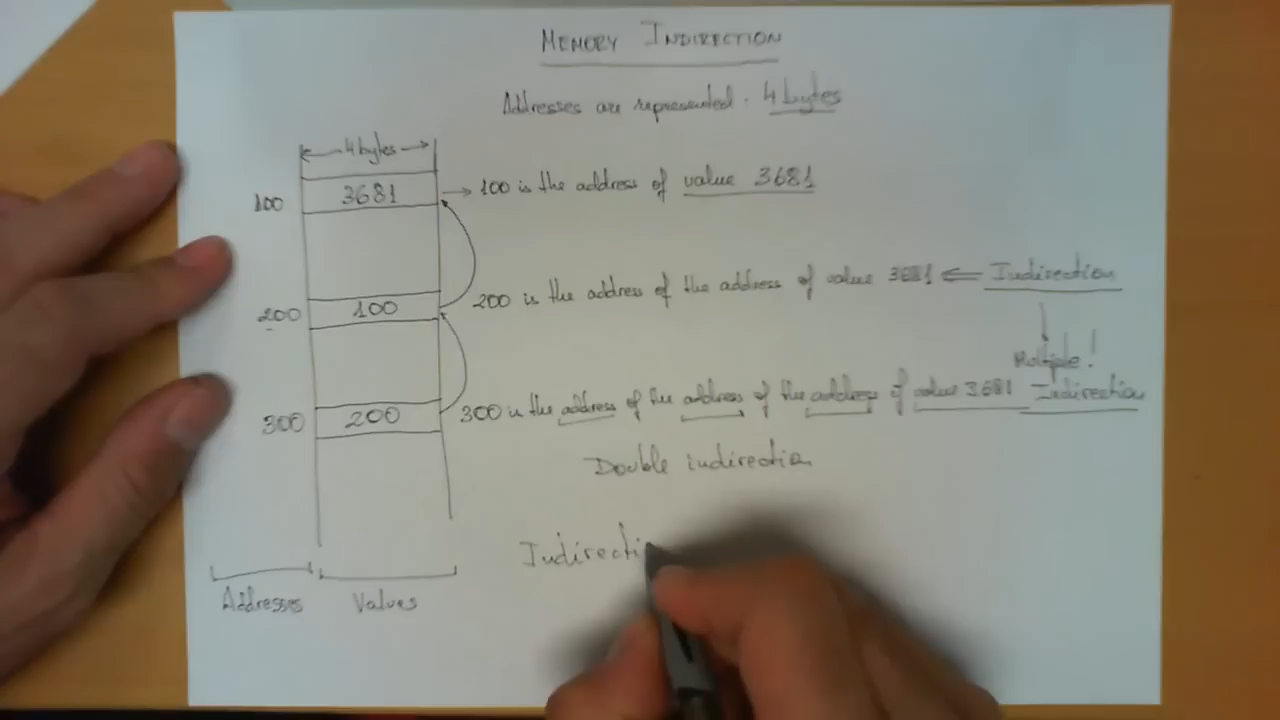 MEMORY INDIRECTION
Addresses are represented. 4 bytes
4 bytes
100 3681 → 100 is the address of value 3681
200 100 200 is the address of the address of value 3681 ⇐ Indirection
Multiple!
300 200 300 is the address of the address of the address of value 3681 Indirection
Double indirection
Indirecti
Addresses Values